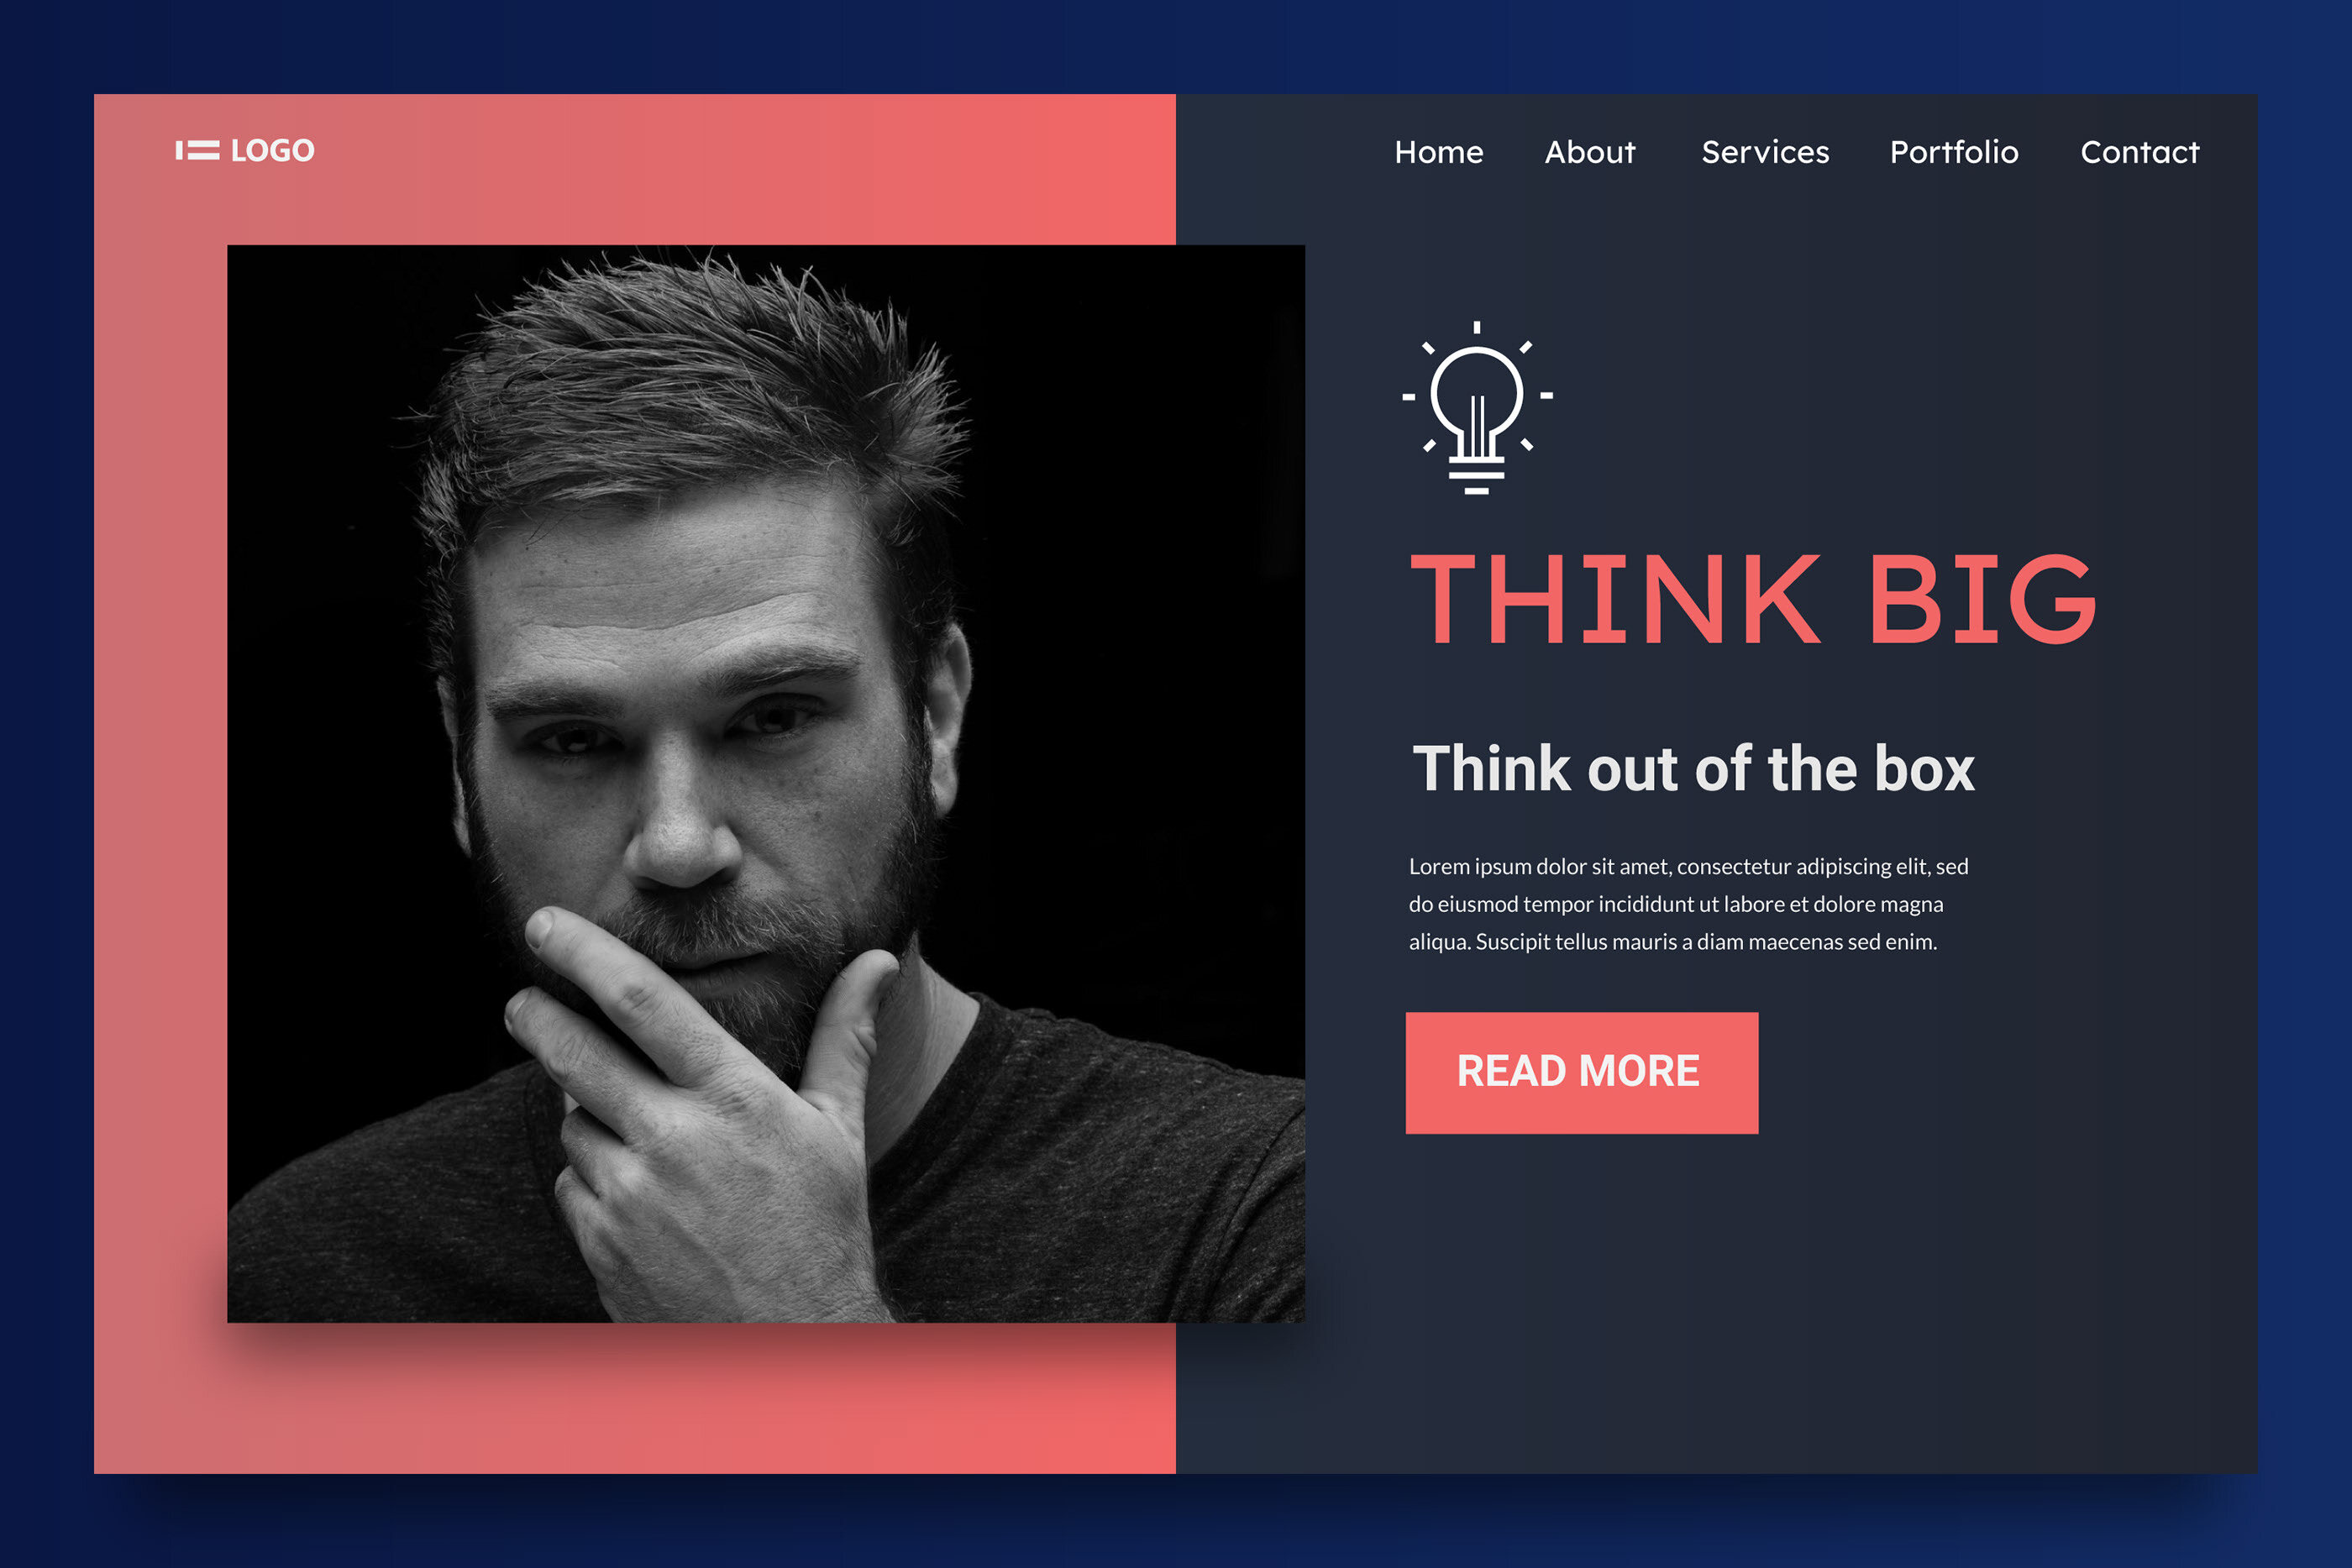 LOGO
Home About Services Portfolio Contact
THINK BIG
Think out of the box
Lorem ipsum dolor sit amet, consectetur adipiscing elit, sed
do eiusmod tempor incididunt ut labore et dolore magna
aliqua. Suscipit tellus mauris a diam maecenas sed enim.
READ MORE